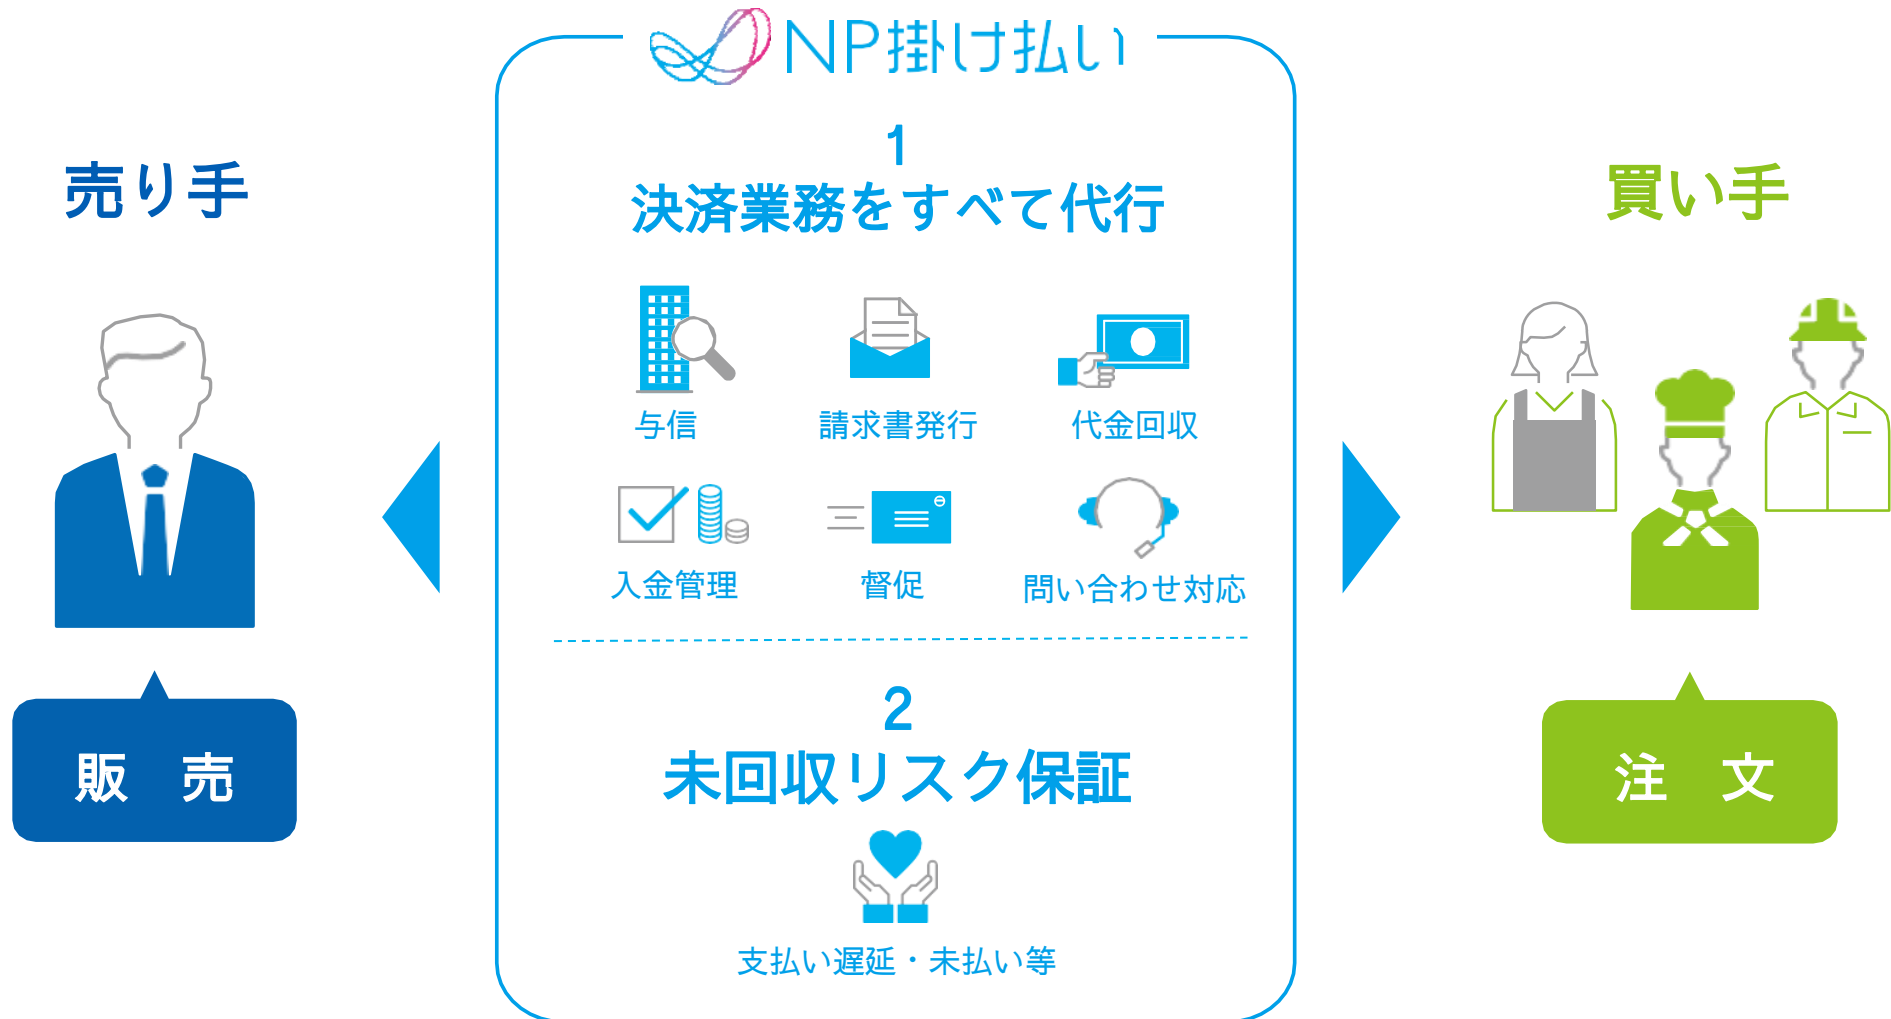 NP掛け払い
売り手
販 売
1
決済業務をすべて代行
与信
請求書発行
代金回収
入金管理
督促
問い合わせ対応
2
未回収リスク保証
支払い遅延・未払い等
買い手
注 文